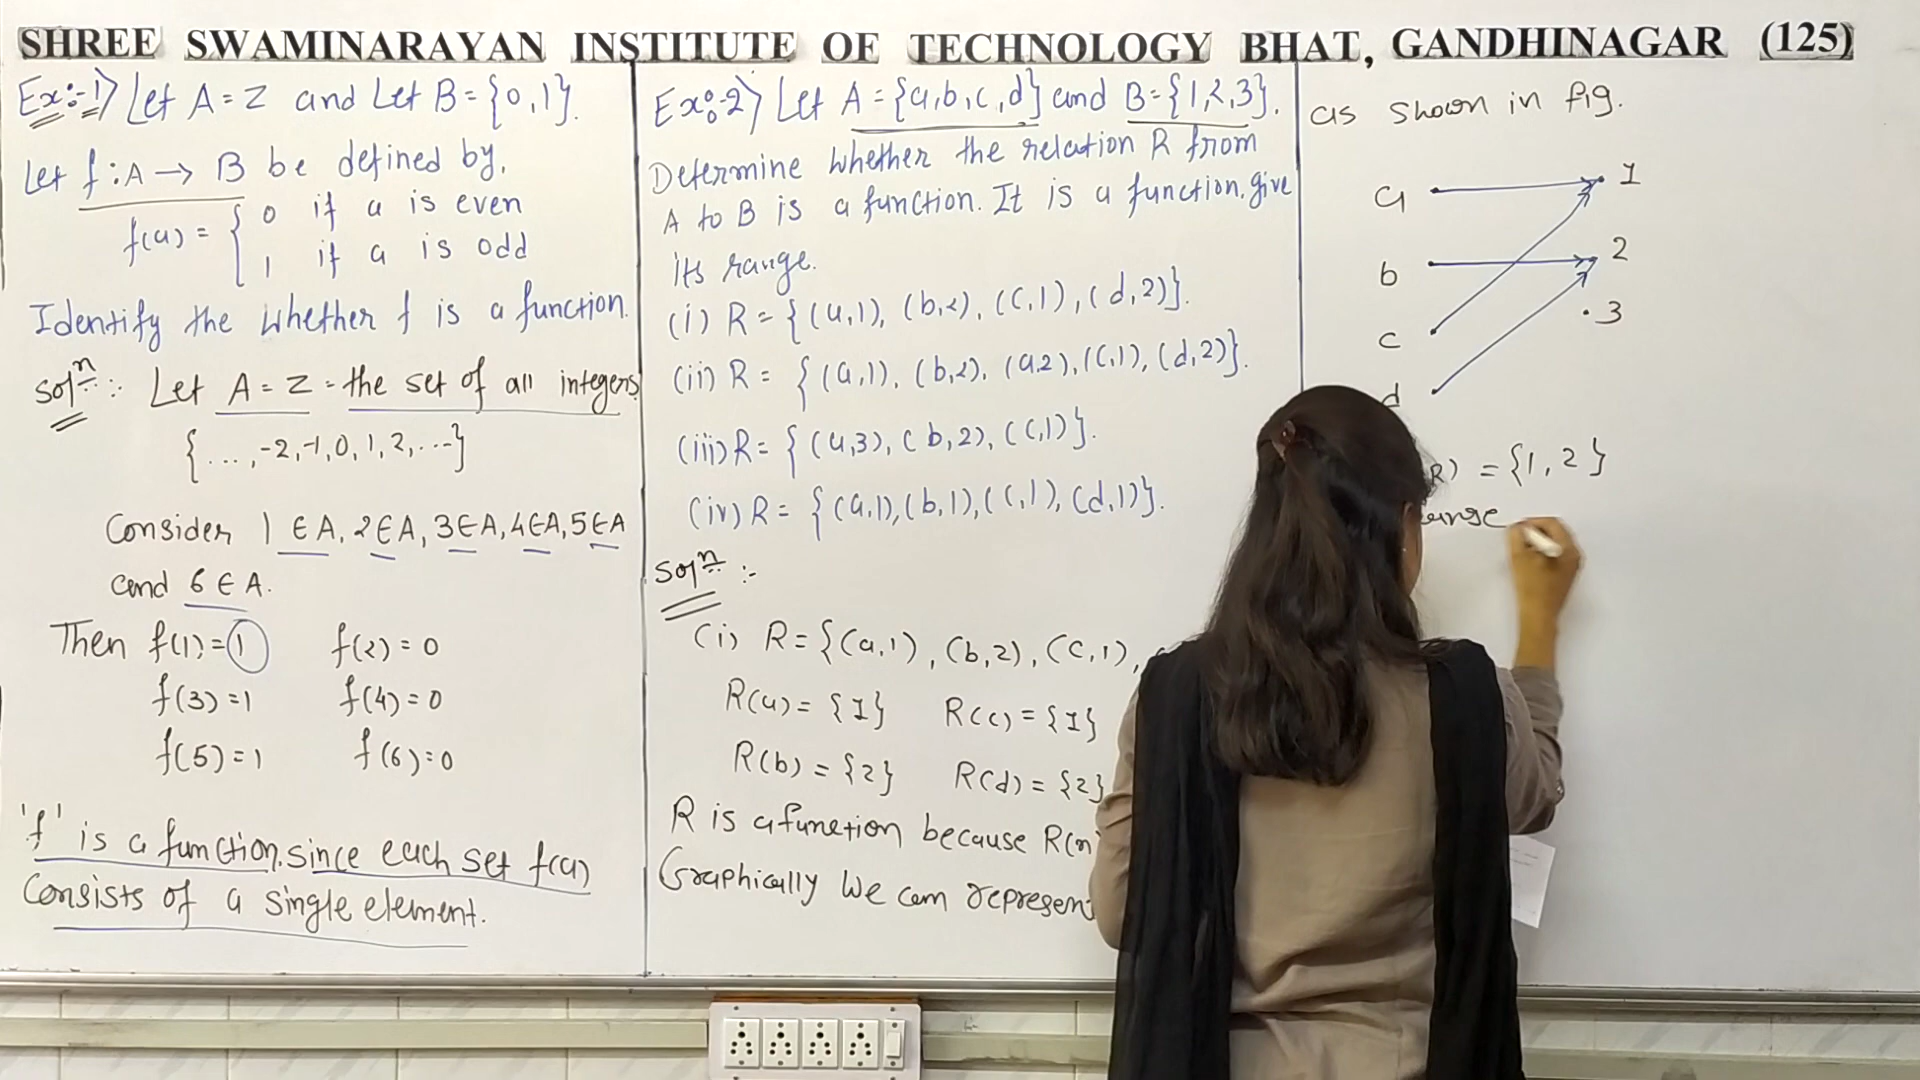 SHREE SWAMINARAYAN INSTITUTE OF TECHNOLOGY BHAT, GANDHINAGAR (125)
Ex:-1> Let A = Z and Let B = {0,1}.
Let f : A → B be defined by,
f(a) = { 0 if a is even
1 if a is odd
Identify the whether f is a function.
Solⁿ :- Let A = Z = the set of all integers
{..., -2, -1, 0, 1, 2, ...}
Consider 1 ∈ A, 2 ∈ A, 3 ∈ A, 4 ∈ A, 5 ∈ A
and 6 ∈ A.
Then f(1) = 1 f(2) = 0
f(3) = 1 f(4) = 0
f(5) = 1 f(6) = 0
'f' is a function, since each set f(a)
Consists of a single element.
Ex:-2> Let A = {a,b,c,d} and B = {1,2,3}.
Determine whether the relation R from
A to B is a function. It is a function, give
its range.
(i) R = {(a,1), (b,2), (c,1), (d,2)}.
(ii) R = {(a,1), (b,2), (a,2), (c,1), (d,2)}.
(iii) R = {(a,3), (b,2), (c,1)}.
(iv) R = {(a,1), (b,1), (c,1), (d,1)}.
Solⁿ :-
(i) R = {(a,1), (b,2), (c,1),
R(a) = {1} R(c) = {1}
R(b) = {2} R(d) = {2}
R is a function because R(n
Graphically We can represent
as shown in fig.
a 1
b 2
3
c
d
R) = {1, 2}